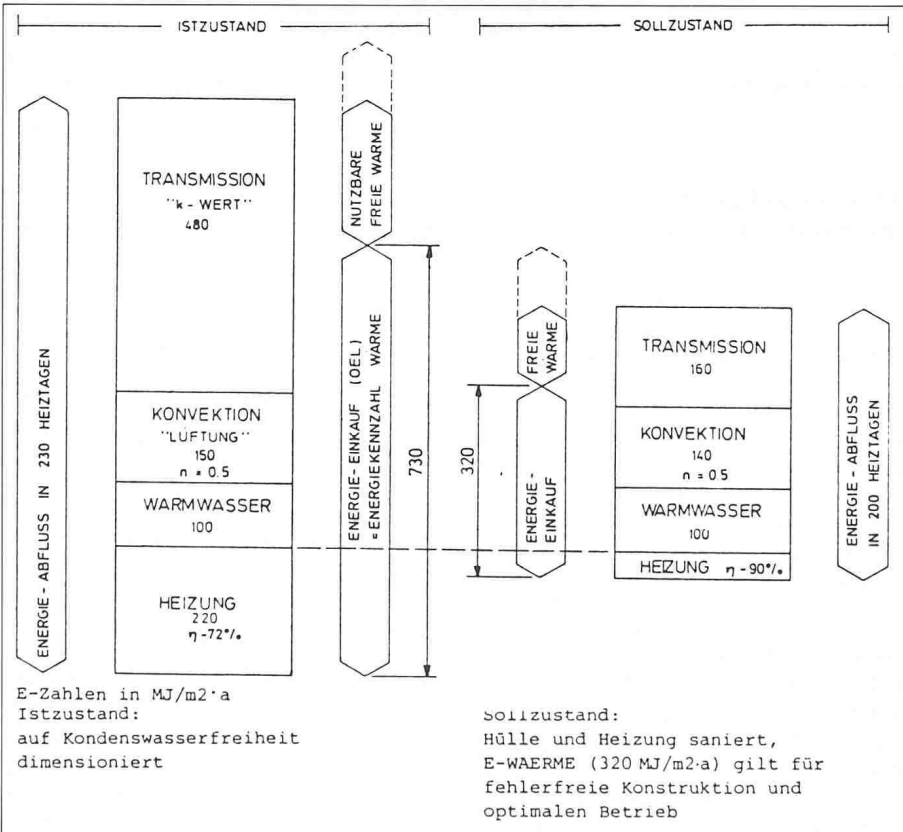 ISTZUSTAND
SOLLZUSTAND
ENERGIE - ABFLUSS IN 230 HEIZTAGEN
TRANSMISSION
"k - WERT"
480
KONVEKTION
"LÜFTUNG"
150
n = 0.5
WARMWASSER
100
HEIZUNG
220
η -72%
NUTZBARE
FREIE WÄRME
ENERGIE-EINKAUF (OEL)
= ENERGIEKENNZAHL WARME
730
320
FREIE
WARME
ENERGIE-
EINKAUF
TRANSMISSION
160
KONVEKTION
140
n = 0.5
WARMWASSER
100
HEIZUNG η -90%
ENERGIE - ABFLUSS
IN 200 HEIZTAGEN
E-Zahlen in MJ/m2·a
Istzustand:
auf Kondenswasserfreiheit
dimensioniert
Sollzustand:
Hülle und Heizung saniert,
E-WAERME (320 MJ/m2·a) gilt für
fehlerfreie Konstruktion und
optimalen Betrieb